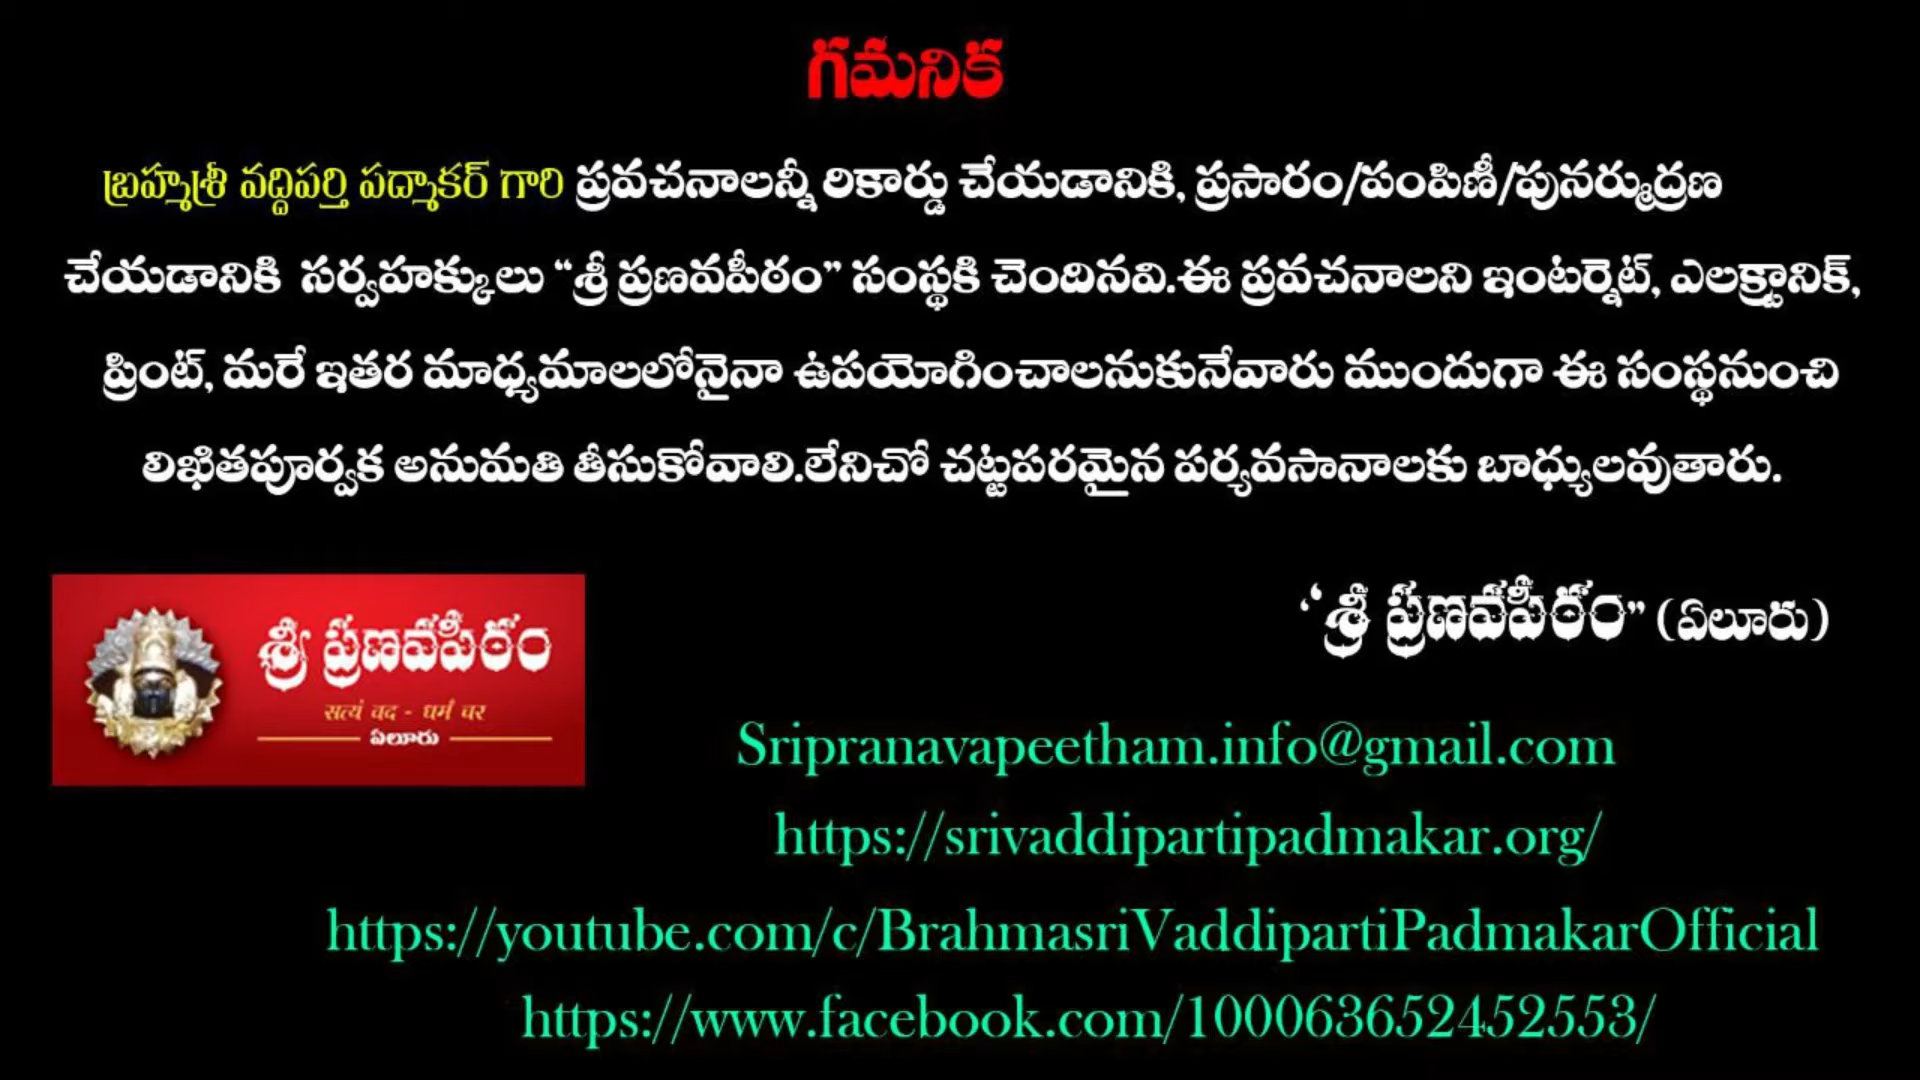 గమనిక
బ్రహ్మశ్రీ వద్దిపర్తి పద్మాకర్ గారి ప్రవచనాలన్నీ రికార్డు చేయడానికి, ప్రసారం/పంపిణీ/పునర్ముద్రణ
చేయడానికి సర్వహక్కులు “శ్రీ ప్రణవపీఠం” సంస్థకి చెందినవి.ఈ ప్రవచనాలని ఇంటర్నెట్, ఎలక్ట్రానిక్,
ప్రింట్, మరే ఇతర మాధ్యమాలలోనైనా ఉపయోగించాలనుకునేవారు ముందుగా ఈ సంస్థనుంచి
లిఖితపూర్వక అనుమతి తీసుకోవాలి.లేనిచో చట్టపరమైన పర్యవసానాలకు బాధ్యులవుతారు.
“శ్రీ ప్రణవపీఠం” (ఏలూరు)
శ్రీ ప్రణవపీఠం
सत्यं वद - धर्मं चर
ఏలూరు
Sripranavapeetham.info@gmail.com
https://srivaddipartipadmakar.org/
https://youtube.com/c/BrahmasriVaddipartiPadmakarOfficial
https://www.facebook.com/100063652452553/